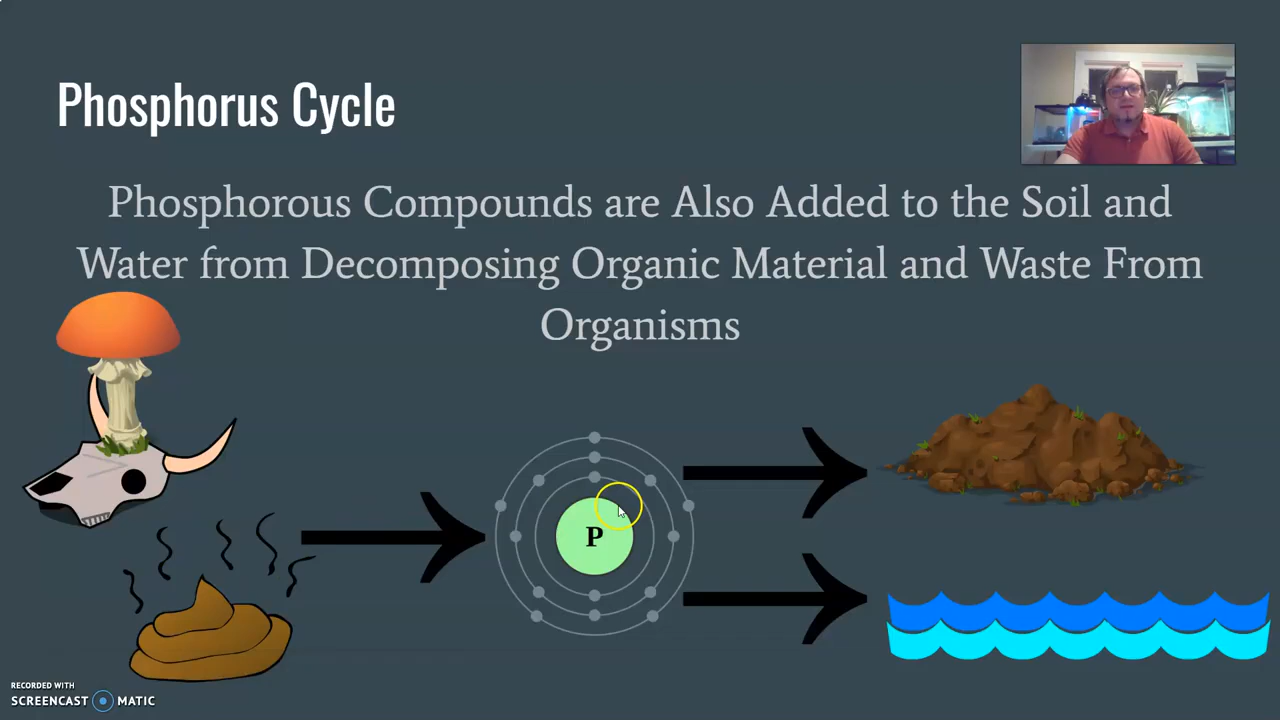 Phosphorus Cycle
Phosphorous Compounds are Also Added to the Soil and
Water from Decomposing Organic Material and Waste From
Organisms
P
RECORDED WITH
SCREENCAST MATIC